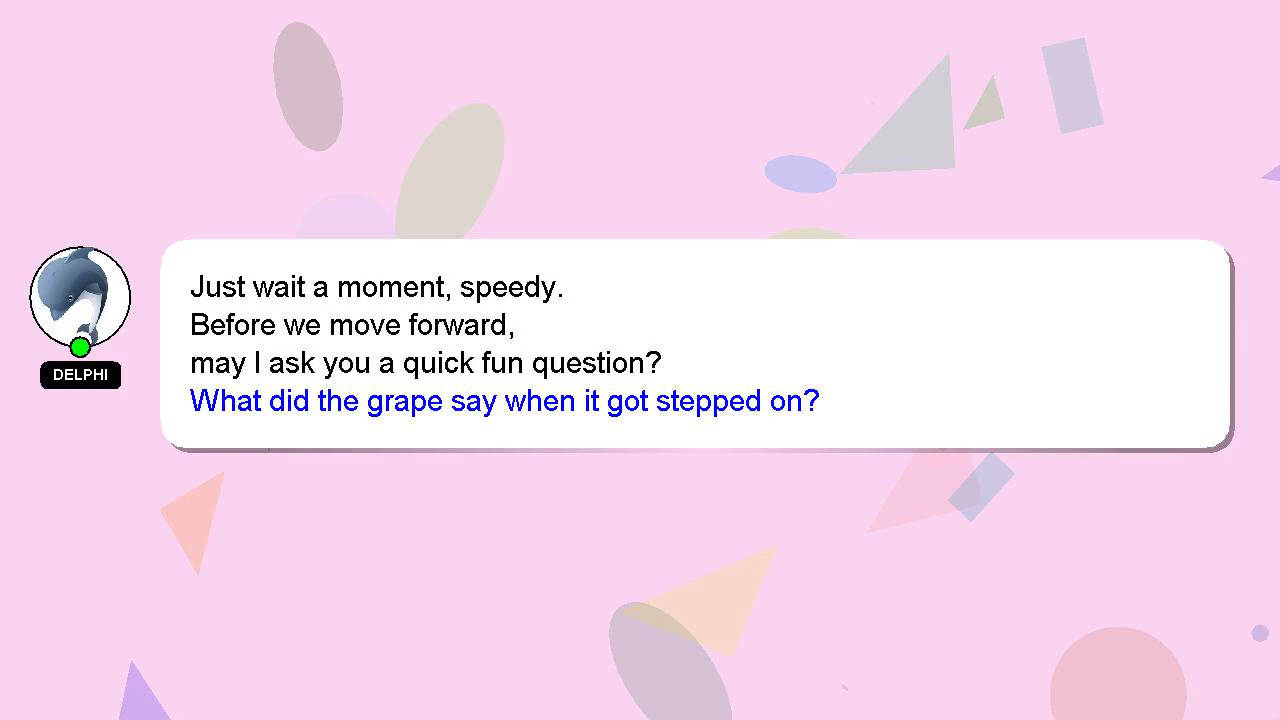 Just wait a moment, speedy.
Before we move forward,
may I ask you a quick fun question?
What did the grape say when it got stepped on?
DELPHI